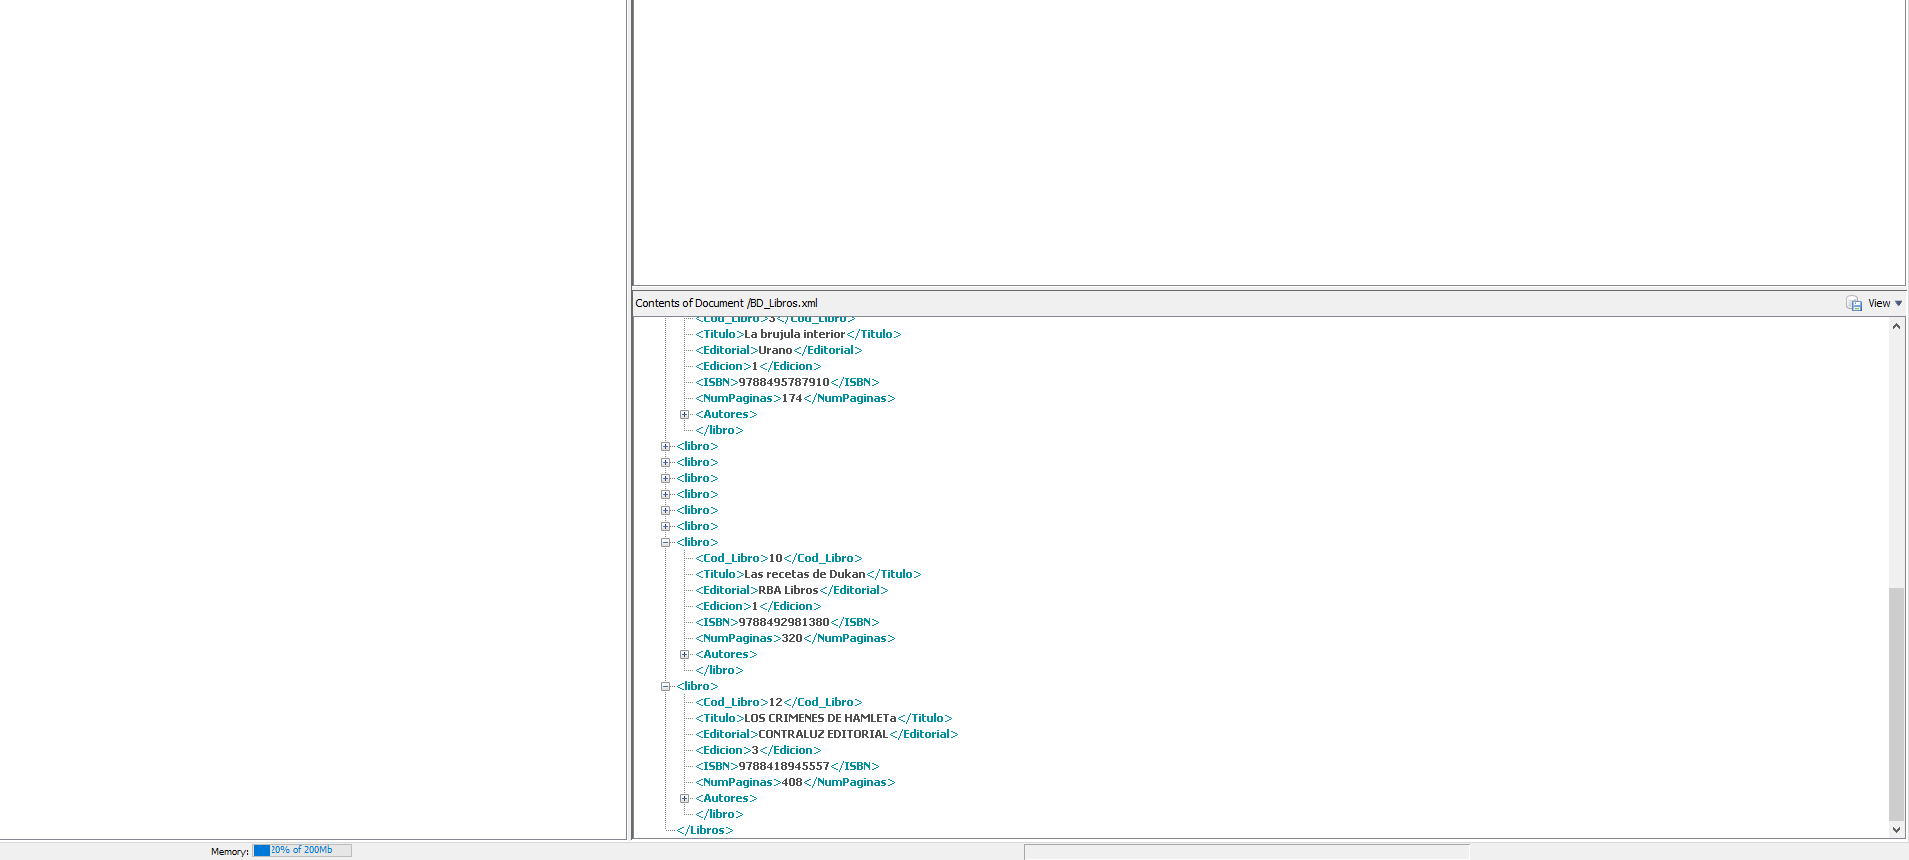 Contents of Document /BD_Libros.xml
View
<Cod_Libro>3</Cod_Libro>
<Titulo>La brujula interior</Titulo>
<Editorial>Urano</Editorial>
<Edicion>1</Edicion>
<ISBN>9788495787910</ISBN>
<NumPaginas>174</NumPaginas>
<Autores>
</libro>
<libro>
<libro>
<libro>
<libro>
<libro>
<libro>
<libro>
<Cod_Libro>10</Cod_Libro>
<Titulo>Las recetas de Dukan</Titulo>
<Editorial>RBA Libros</Editorial>
<Edicion>1</Edicion>
<ISBN>9788492981380</ISBN>
<NumPaginas>320</NumPaginas>
<Autores>
</libro>
<libro>
<Cod_Libro>12</Cod_Libro>
<Titulo>LOS CRIMENES DE HAMLETa</Titulo>
<Editorial>CONTRALUZ EDITORIAL</Editorial>
<Edicion>3</Edicion>
<ISBN>9788418945557</ISBN>
<NumPaginas>408</NumPaginas>
<Autores>
</libro>
</Libros>
Memory: 20% of 200Mb